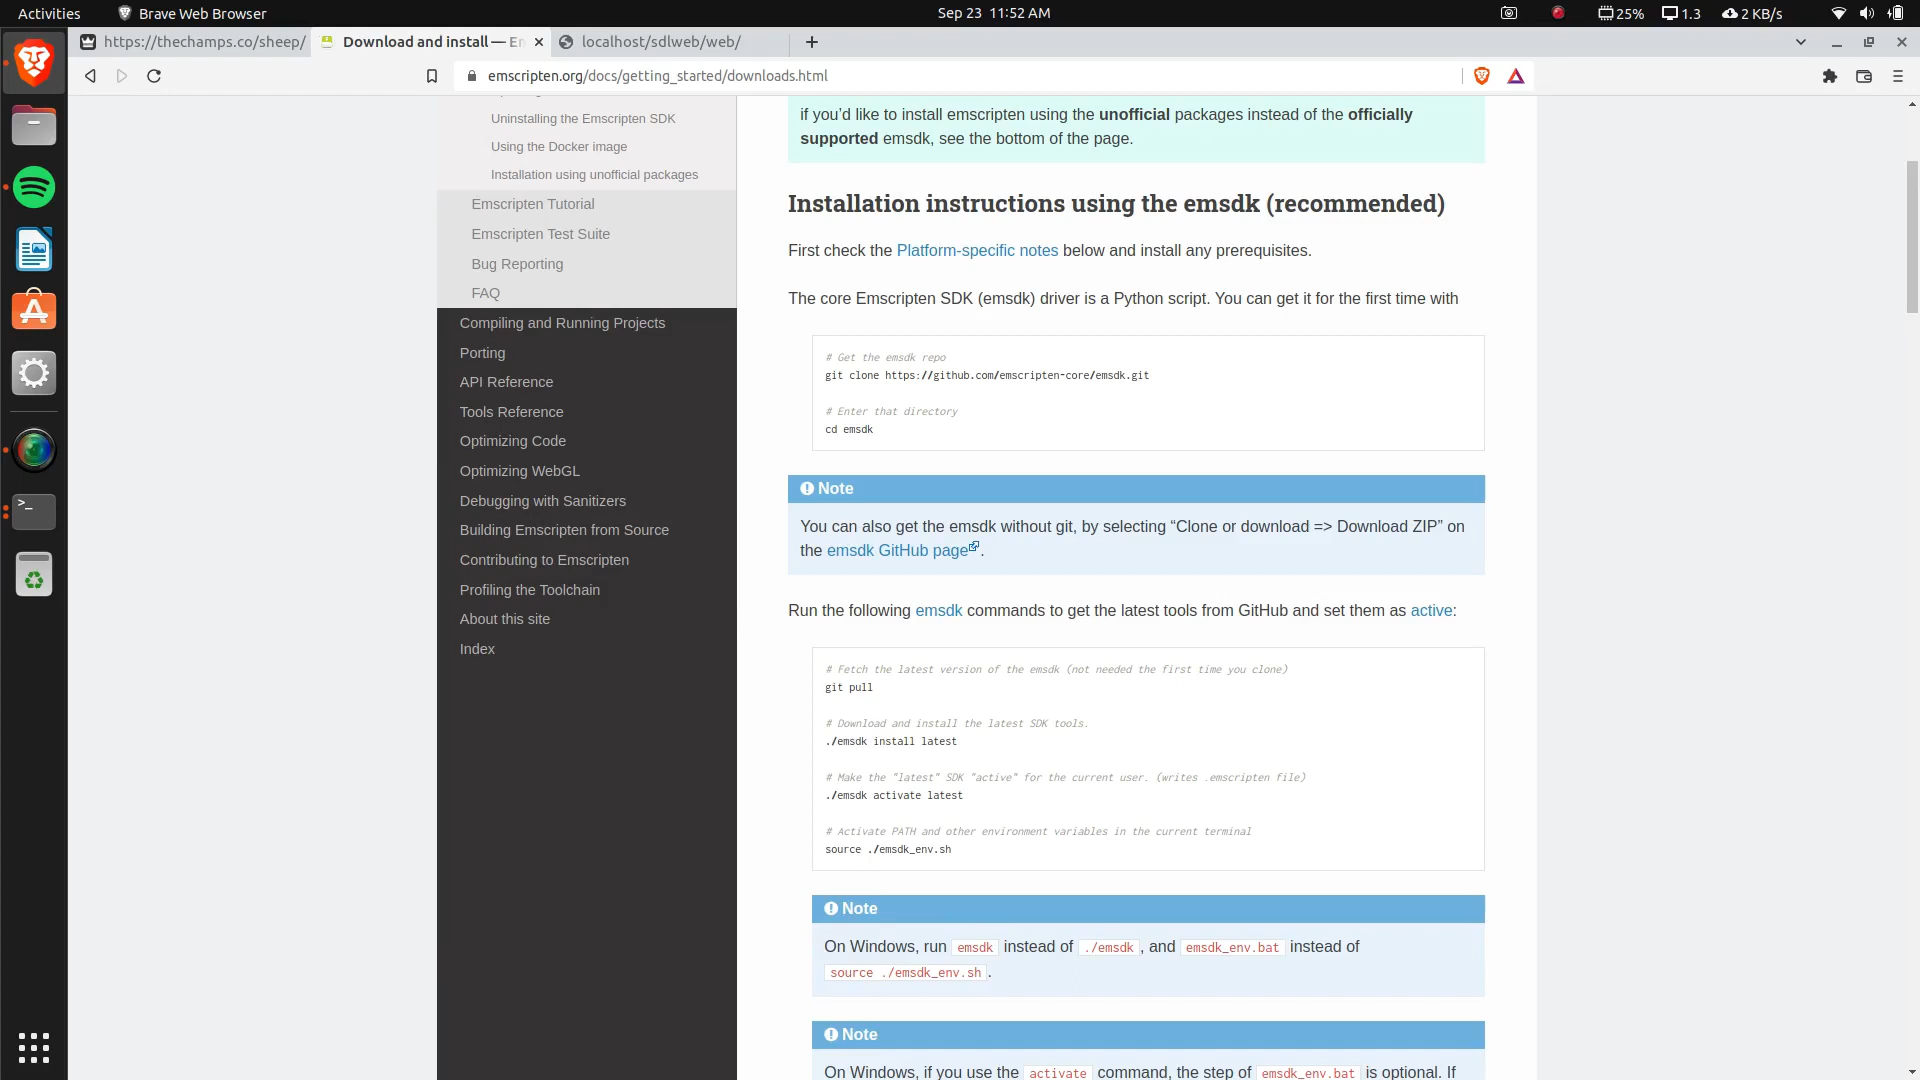 Activities
Brave Web Browser
Sep 23 11:52 AM
25%
1.3
2 KB/s
https://thechamps.co/sheep/
Download and install — En
localhost/sdlweb/web/
emscripten.org/docs/getting_started/downloads.html
Uninstalling the Emscripten SDK
Using the Docker image
Installation using unofficial packages
Emscripten Tutorial
Emscripten Test Suite
Bug Reporting
FAQ
Compiling and Running Projects
Porting
API Reference
Tools Reference
Optimizing Code
Optimizing WebGL
Debugging with Sanitizers
Building Emscripten from Source
Contributing to Emscripten
Profiling the Toolchain
About this site
Index
if you’d like to install emscripten using the unofficial packages instead of the officially
supported emsdk, see the bottom of the page.
Installation instructions using the emsdk (recommended)
First check the Platform-specific notes below and install any prerequisites.
The core Emscripten SDK (emsdk) driver is a Python script. You can get it for the first time with
# Get the emsdk repo
git clone https://github.com/emscripten-core/emsdk.git
# Enter that directory
cd emsdk
Note
You can also get the emsdk without git, by selecting “Clone or download => Download ZIP” on
the emsdk GitHub page.
Run the following emsdk commands to get the latest tools from GitHub and set them as active:
# Fetch the latest version of the emsdk (not needed the first time you clone)
git pull
# Download and install the latest SDK tools.
./emsdk install latest
# Make the "latest" SDK "active" for the current user. (writes .emscripten file)
./emsdk activate latest
# Activate PATH and other environment variables in the current terminal
source ./emsdk_env.sh
Note
On Windows, run emsdk instead of ./emsdk, and emsdk_env.bat instead of
source ./emsdk_env.sh.
Note
On Windows, if you use the activate command, the step of emsdk_env.bat is optional. If